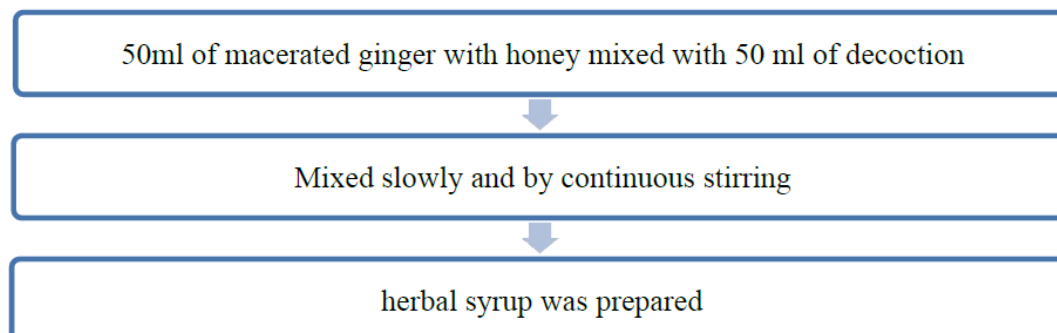 50ml of macerated ginger with honey mixed with 50 ml of decoction
Mixed slowly and by continuous stirring
herbal syrup was prepared